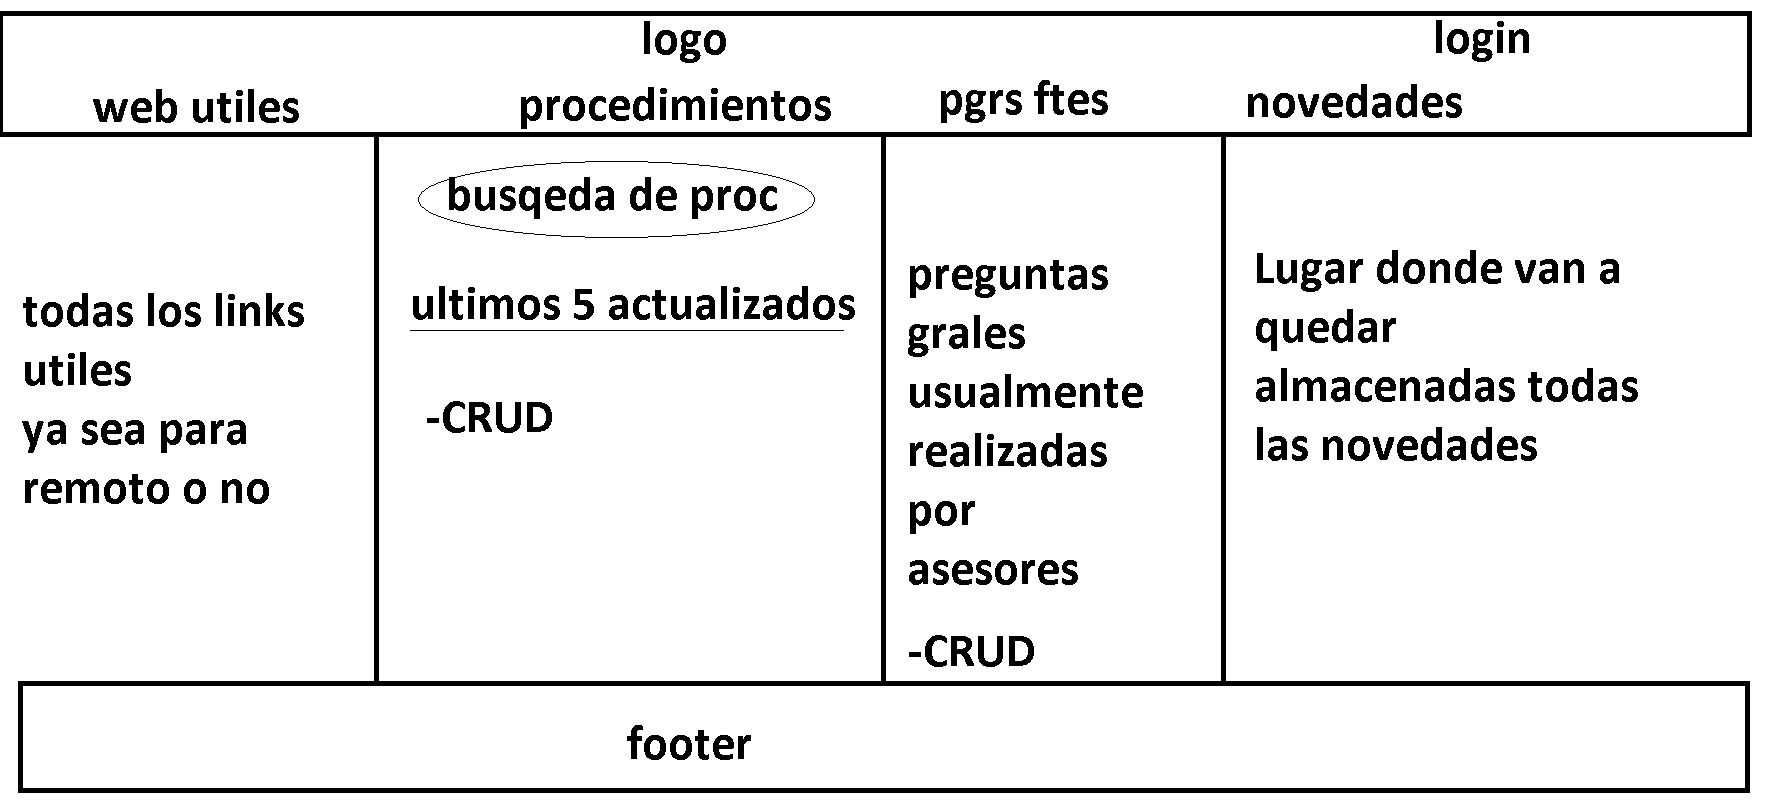 logo
login
web utiles
procedimientos
pgrs ftes
novedades
todas los links
utiles
ya sea para
remoto o no
busqeda de proc
ultimos 5 actualizados
-CRUD
preguntas
grales
usualmente
realizadas
por
asesores
-CRUD
Lugar donde van a
quedar
almacenadas todas
las novedades
footer